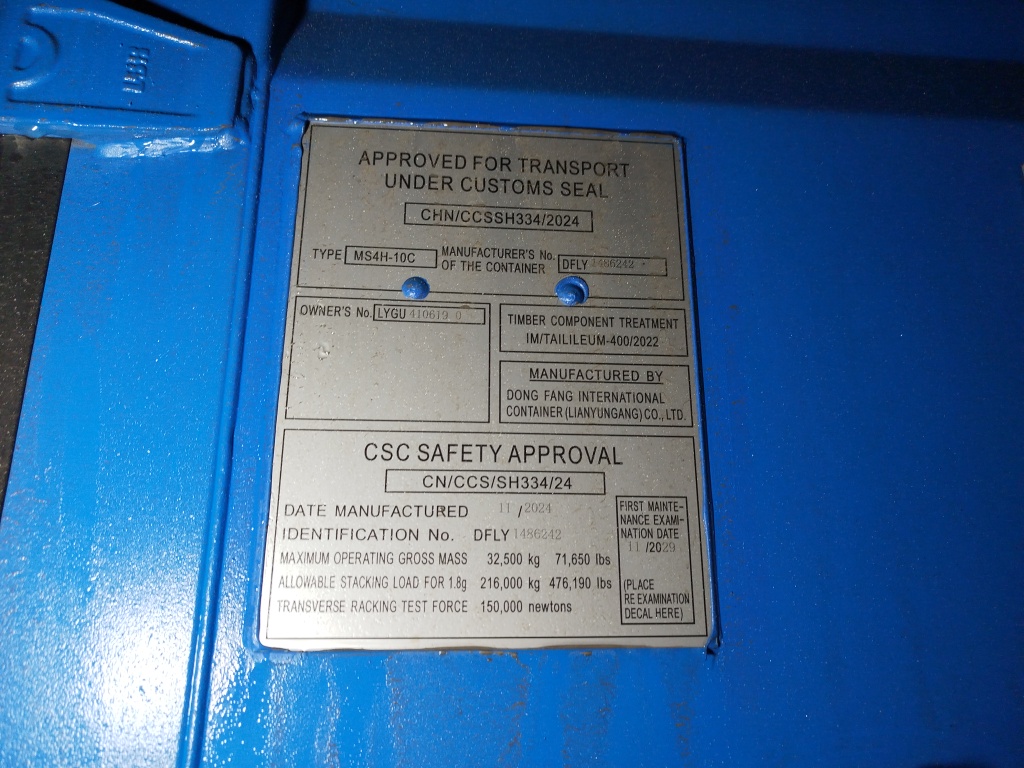 APPROVED FOR TRANSPORT
UNDER CUSTOMS SEAL
CHN/CCSSH334/2024
TYPE MS4H-10C MANUFACTURER'S No. OF THE CONTAINER DFLY 1486242 *
OWNER'S No. LYGU 410619 0
TIMBER COMPONENT TREATMENT
IM/TAILILEUM-400/2022
MANUFACTURED BY
DONG FANG INTERNATIONAL
CONTAINER (LIANYUNGANG) CO., LTD.
CSC SAFETY APPROVAL
CN/CCS/SH334/24
DATE MANUFACTURED 11 / 2024
IDENTIFICATION No. DFLY 1486242
MAXIMUM OPERATING GROSS MASS 32,500 kg 71,650 lbs
ALLOWABLE STACKING LOAD FOR 1.8g 216,000 kg 476,190 lbs
TRANSVERSE RACKING TEST FORCE 150,000 newtons
FIRST MAINTE-
NANCE EXAMI-
NATION DATE
11 /2029
(PLACE
RE EXAMINATION
DECAL HERE)